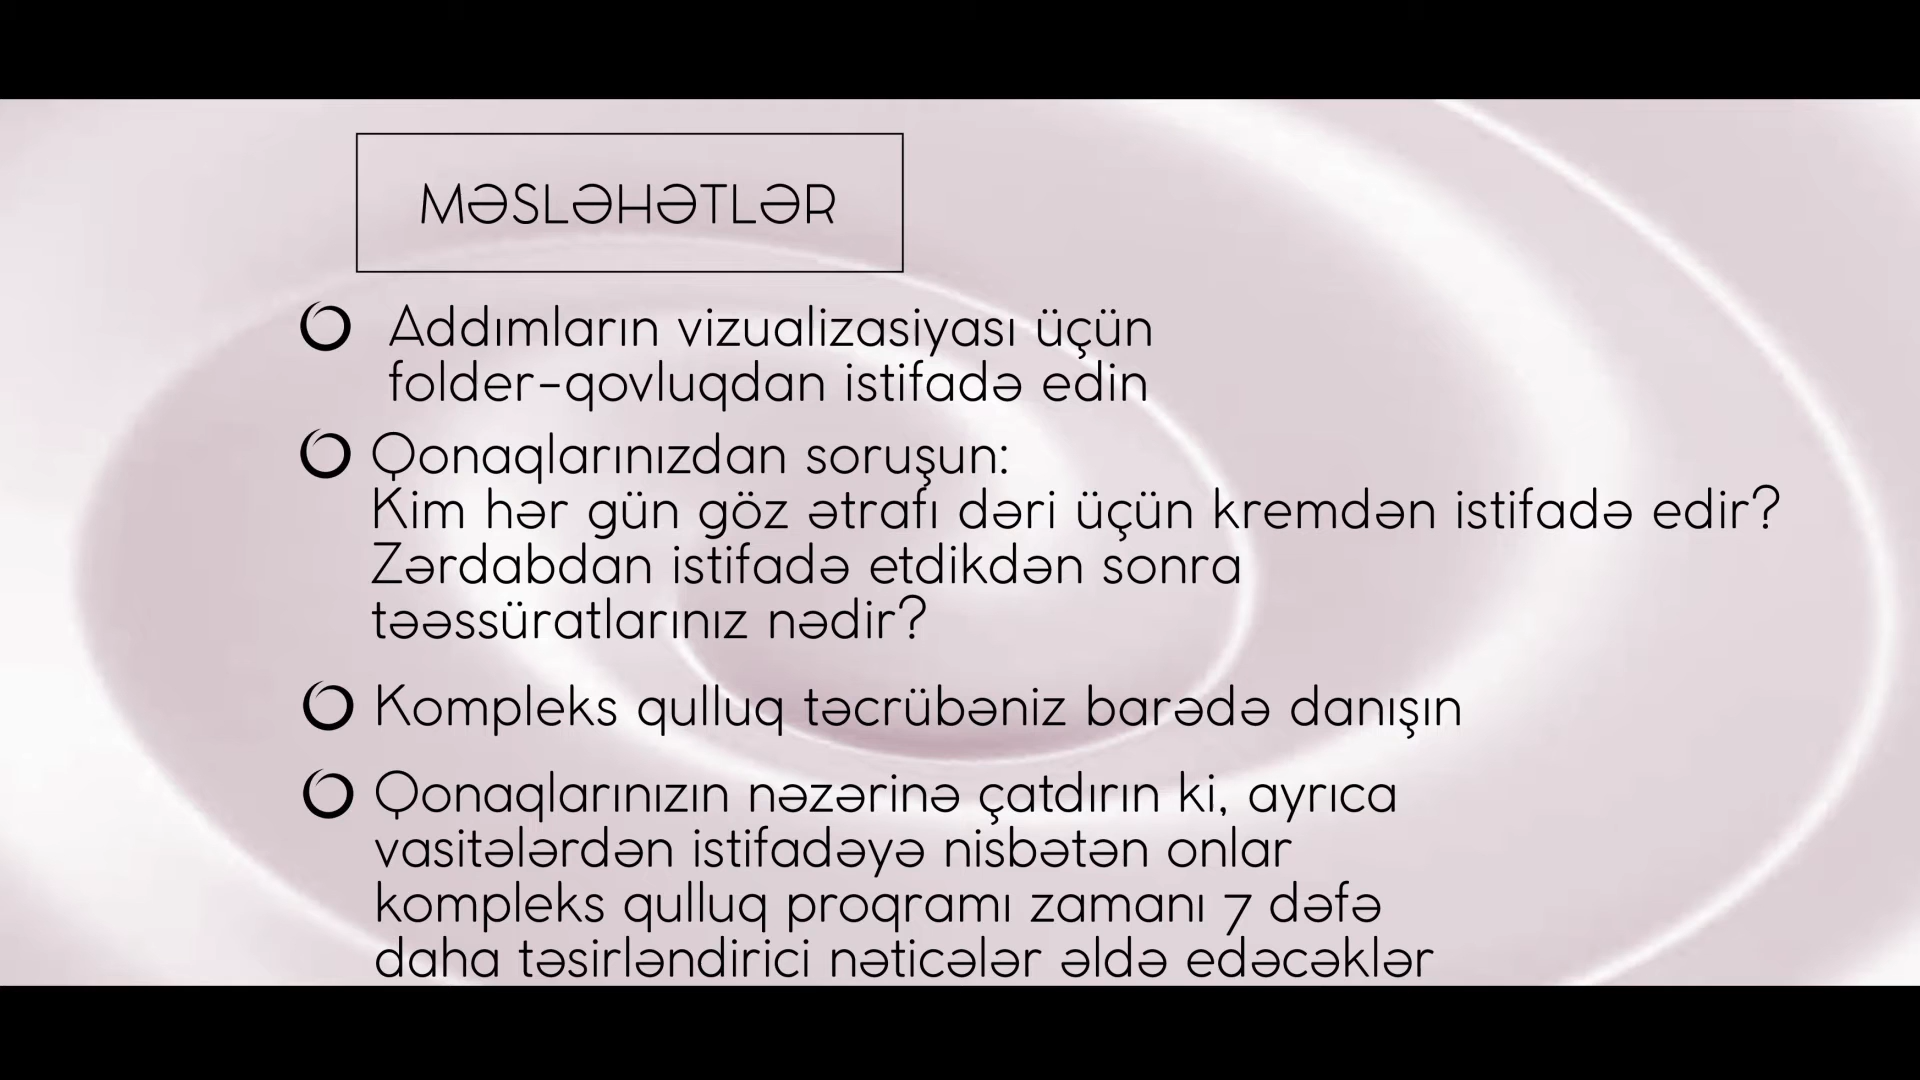 MƏSLƏHƏTLƏR
Addımların vizualizasiyası üçün
folder-qovluqdan istifadə edin
Qonaqlarınızdan soruşun:
Kim hər gün göz ətrafı dəri üçün kremdən istifadə edir?
Zərdabdan istifadə etdikdən sonra
təəssüratlarınız nədir?
Kompleks qulluq təcrübəniz barədə danışın
Qonaqlarınızın nəzərinə çatdırın ki, ayrıca
vasitələrdən istifadəyə nisbətən onlar
kompleks qulluq proqramı zamanı 7 dəfə
daha təsirləndirici nəticələr əldə edəcəklər